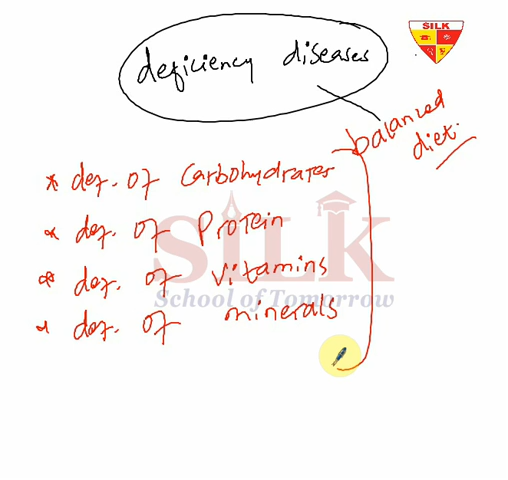 SILK
deficiency diseases
balanced
diet.
* def. of Carbohydrates
* def. of Protein
* def. of vitamins
* def. of minerals
SILK
School of Tomorrow